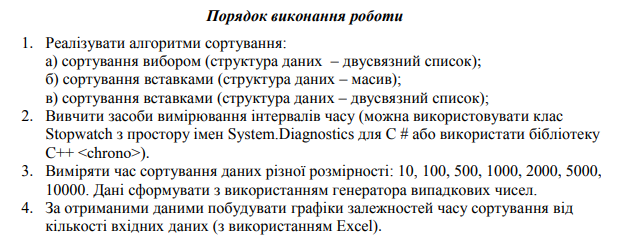 Порядок виконання роботи
1. Реалізувати алгоритми сортування:
а) сортування вибором (структура даних – двусвязний список);
б) сортування вставками (структура даних – масив);
в) сортування вставками (структура даних – двусвязний список);
2. Вивчити засоби вимірювання інтервалів часу (можна використовувати клас
Stopwatch з простору імен System.Diagnostics для C # або використати бібліотеку
C++ <chrono>).
3. Виміряти час сортування даних різної розмірності: 10, 100, 500, 1000, 2000, 5000,
10000. Дані сформувати з використанням генератора випадкових чисел.
4. За отриманими даними побудувати графіки залежностей часу сортування від
кількості вхідних даних (з використанням Excel).